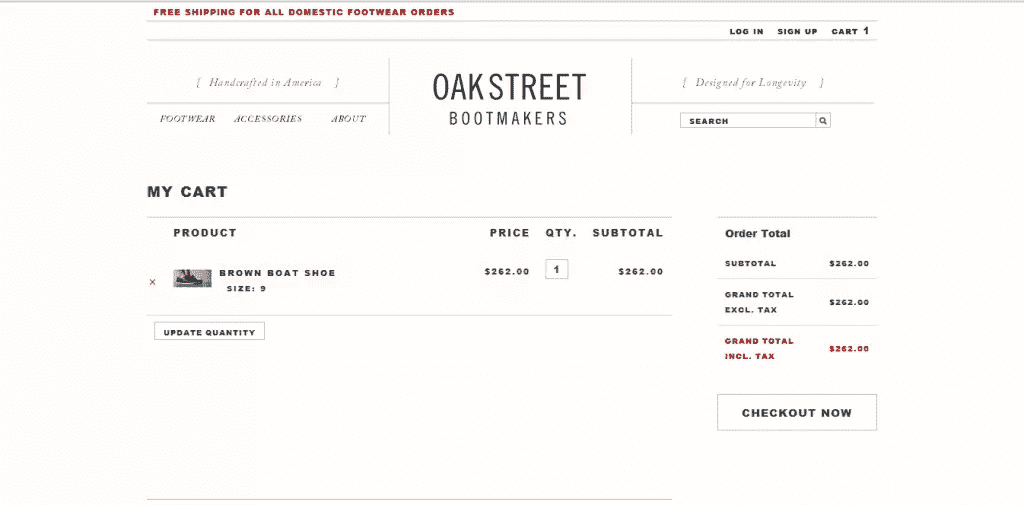 FREE SHIPPING FOR ALL DOMESTIC FOOTWEAR ORDERS
LOG IN SIGN UP CART 1
{ Handcrafted in America }
OAK STREET
BOOTMAKERS
{ Designed for Longevity }
FOOTWEAR ACCESSORIES ABOUT
SEARCH
MY CART
PRODUCT PRICE QTY. SUBTOTAL
× BROWN BOAT SHOE $262.00 1 $262.00
SIZE: 9
UPDATE QUANTITY
Order Total
SUBTOTAL $262.00
GRAND TOTAL
EXCL. TAX $262.00
GRAND TOTAL
INCL. TAX $262.00
CHECKOUT NOW